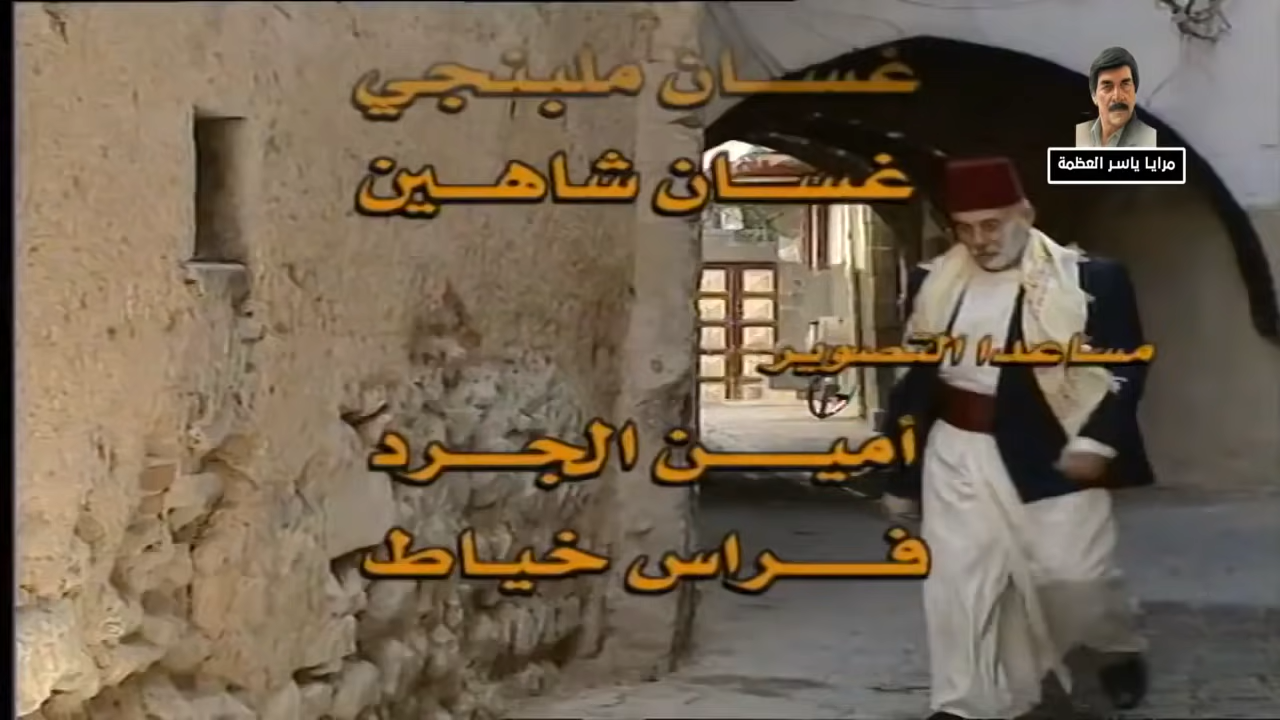 غسان ملبنجي
مرايا ياسر العظمة
غسان شاهين
مساعدا التصوير
أمين الجرد
فراس خياط